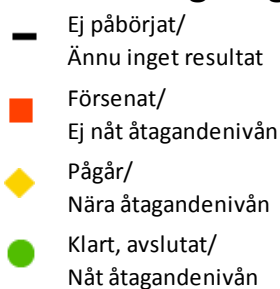 Ej påbörjat/
Ännu inget resultat
Försenat/
Ej nåt åtagandenivån
Pågår/
Nära åtagandenivån
Klart, avslutat/
Nåt åtagandenivån